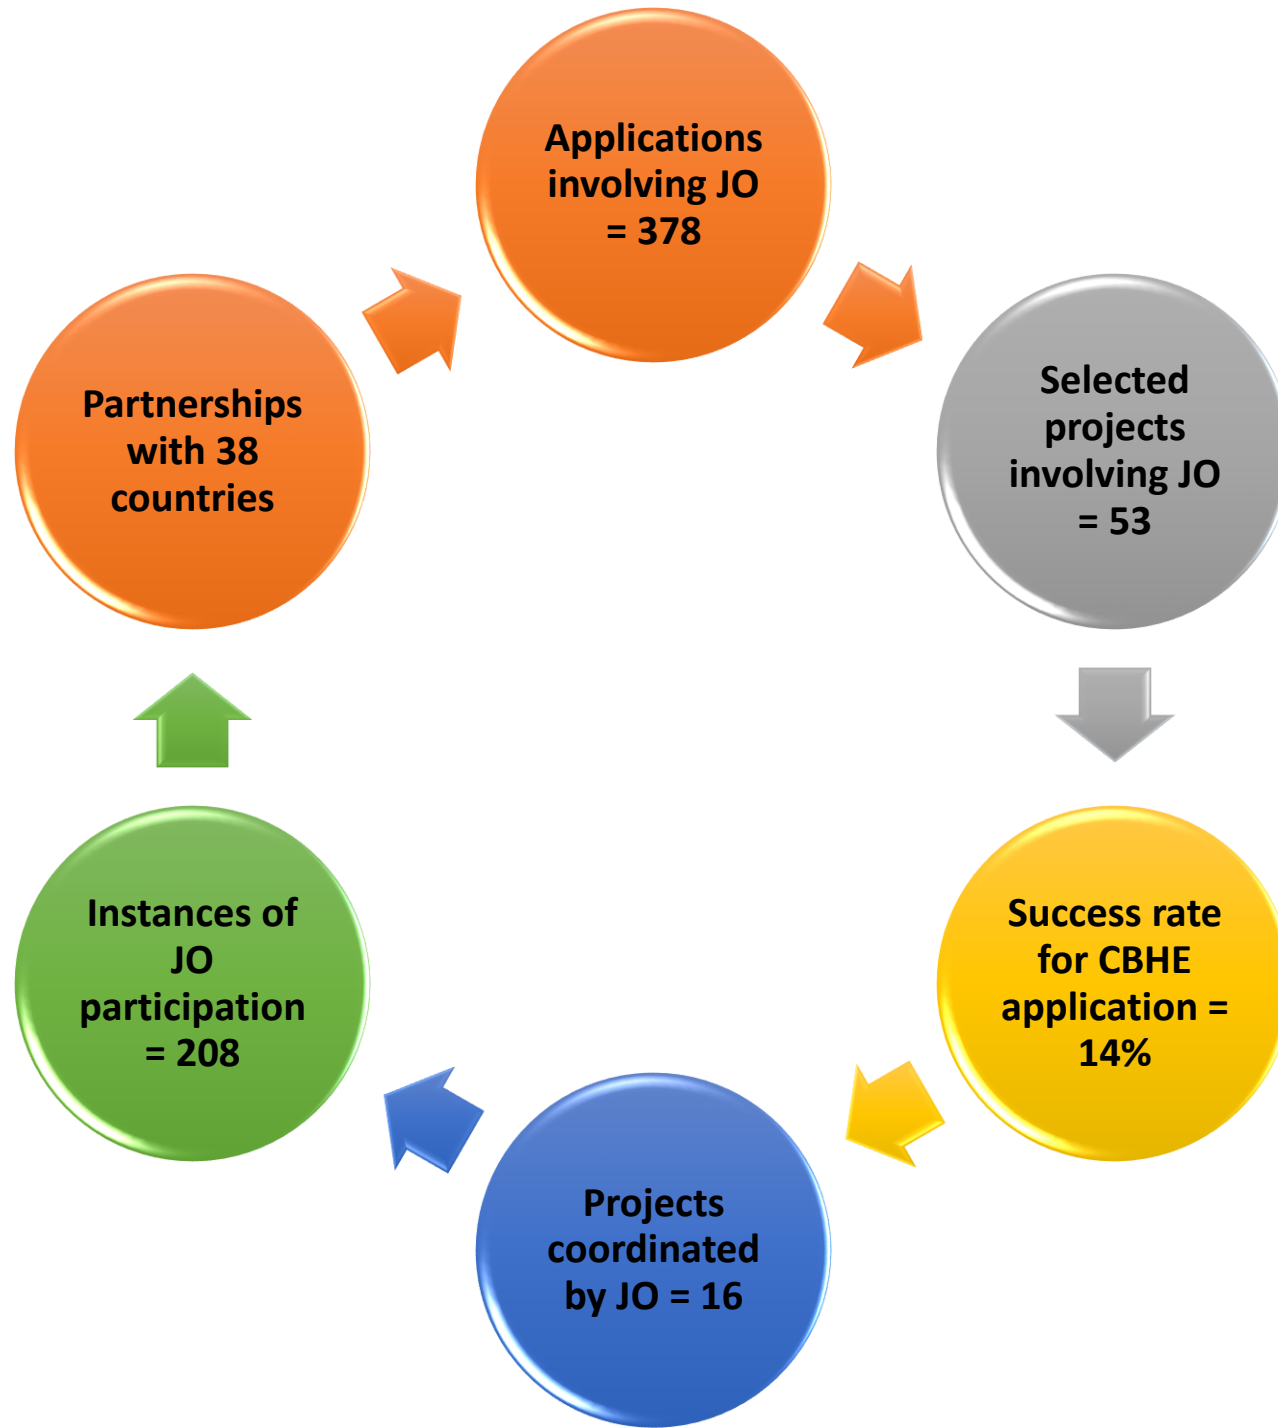 Applications
involving JO
= 378
Selected
projects
involving JO
= 53
Success rate
for CBHE
application =
14%
Projects
coordinated
by JO = 16
Instances of
JO
participation
= 208
Partnerships
with 38
countries